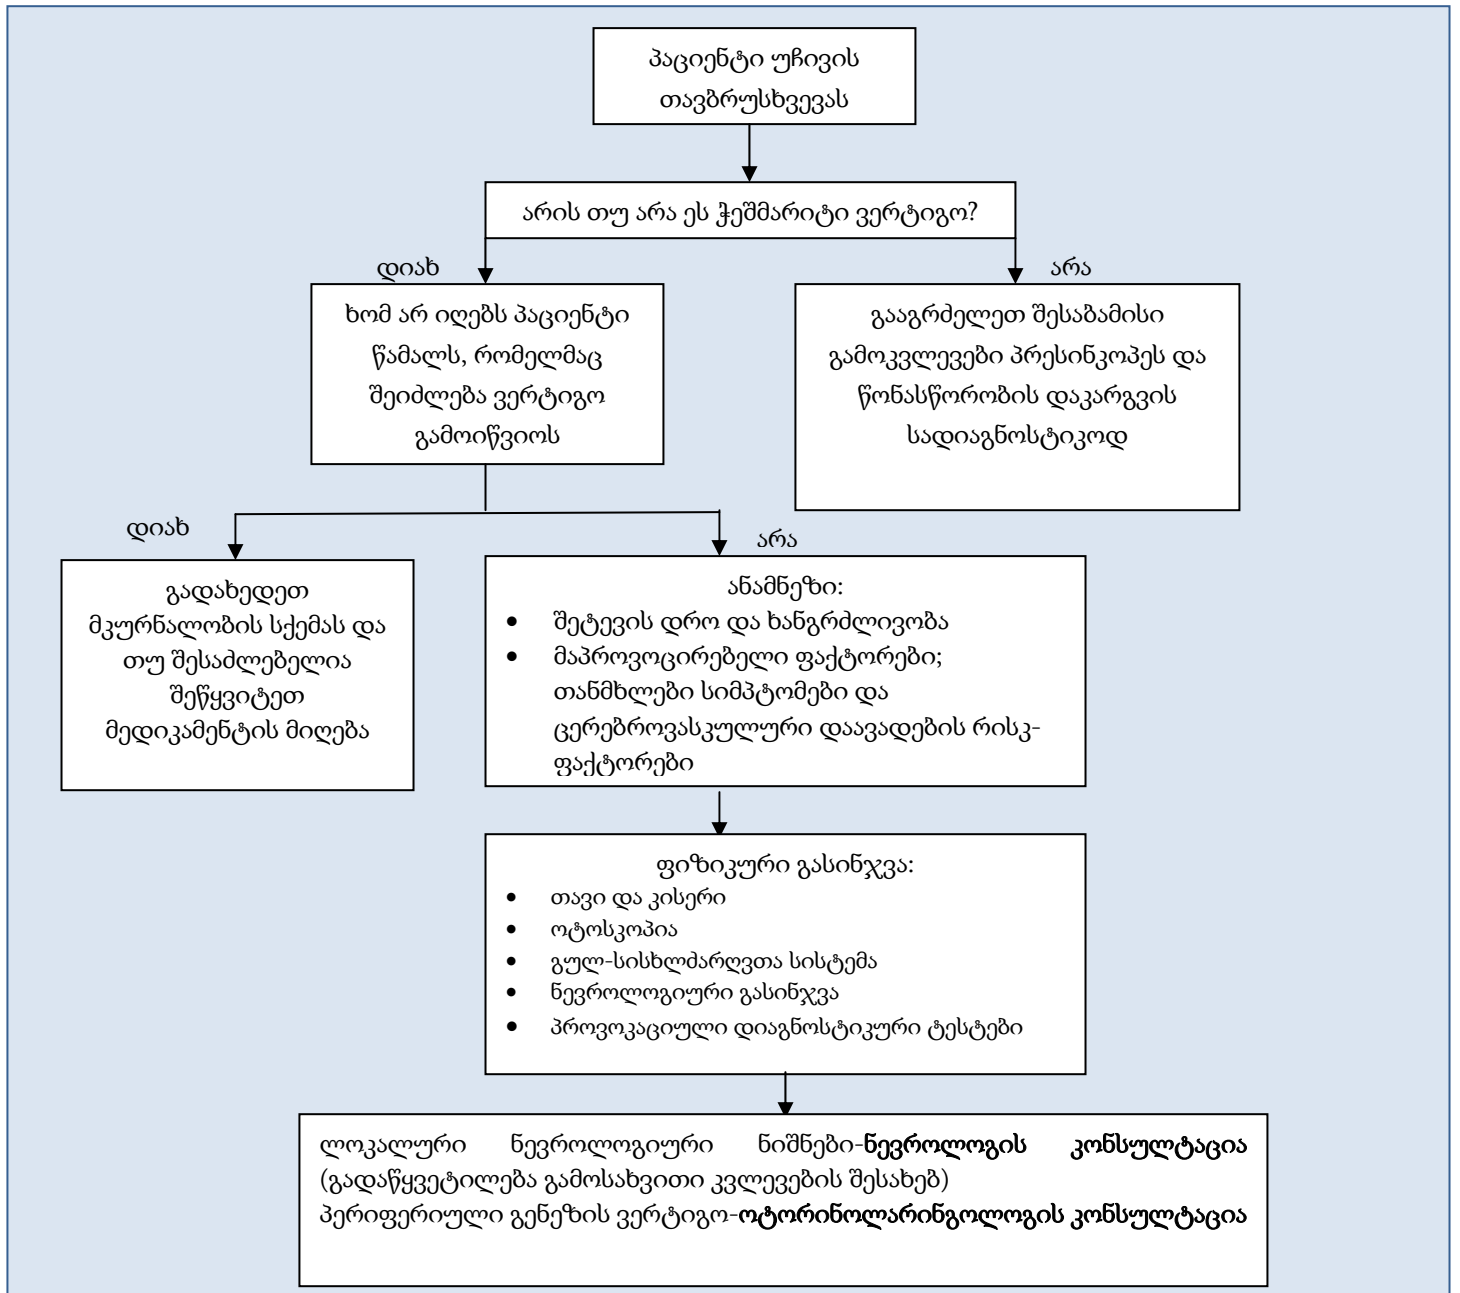 პაციენტი უჩივის
თავბრუსხვევას
არის თუ არა ეს ჭეშმარიტი ვერტიგო?
დიახ
არა
ხომ არ იღებს პაციენტი
წამალს, რომელმაც
შეიძლება ვერტიგო
გამოიწვიოს
გააგრძელეთ შესაბამისი
გამოკვლევები პრესინკოპეს და
წონასწორობის დაკარგვის
სადიაგნოსტიკოდ
დიახ
არა
გადახედეთ
მკურნალობის სქემას და
თუ შესაძლებელია
შეწყვიტეთ
მედიკამენტის მიღება
ანამნეზი:
• შეტევის დრო და ხანგრძლივობა
• მაპროვოცირებელი ფაქტორები;
თანმხლები სიმპტომები და
ცერებროვასკულური დაავადების რისკ-
ფაქტორები
ფიზიკური გასინჯვა:
• თავი და კისერი
• ოტოსკოპია
• გულ-სისხლძარღვთა სისტემა
• ნევროლოგიური გასინჯვა
• პროვოკაციული დიაგნოსტიკური ტესტები
ლოკალური ნევროლოგიური ნიშნები-ნევროლოგის კონსულტაცია
(გადაწყვეტილება გამოსახვითი კვლევების შესახებ)
პერიფერიული გენეზის ვერტიგო-ოტორინოლარინგოლოგის კონსულტაცია